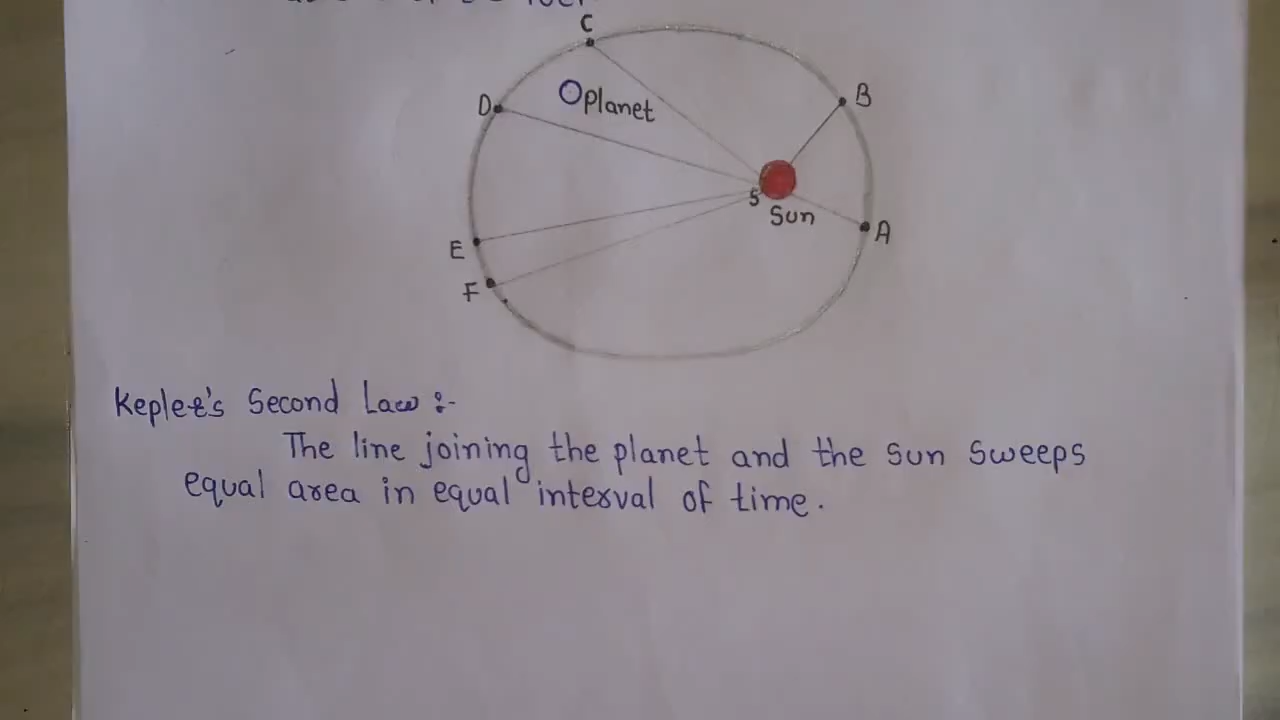 C
D
planet
B
S
Sun
A
E
F
Kepler's Second Law :-
The line joining the planet and the sun sweeps
equal area in equal interval of time.